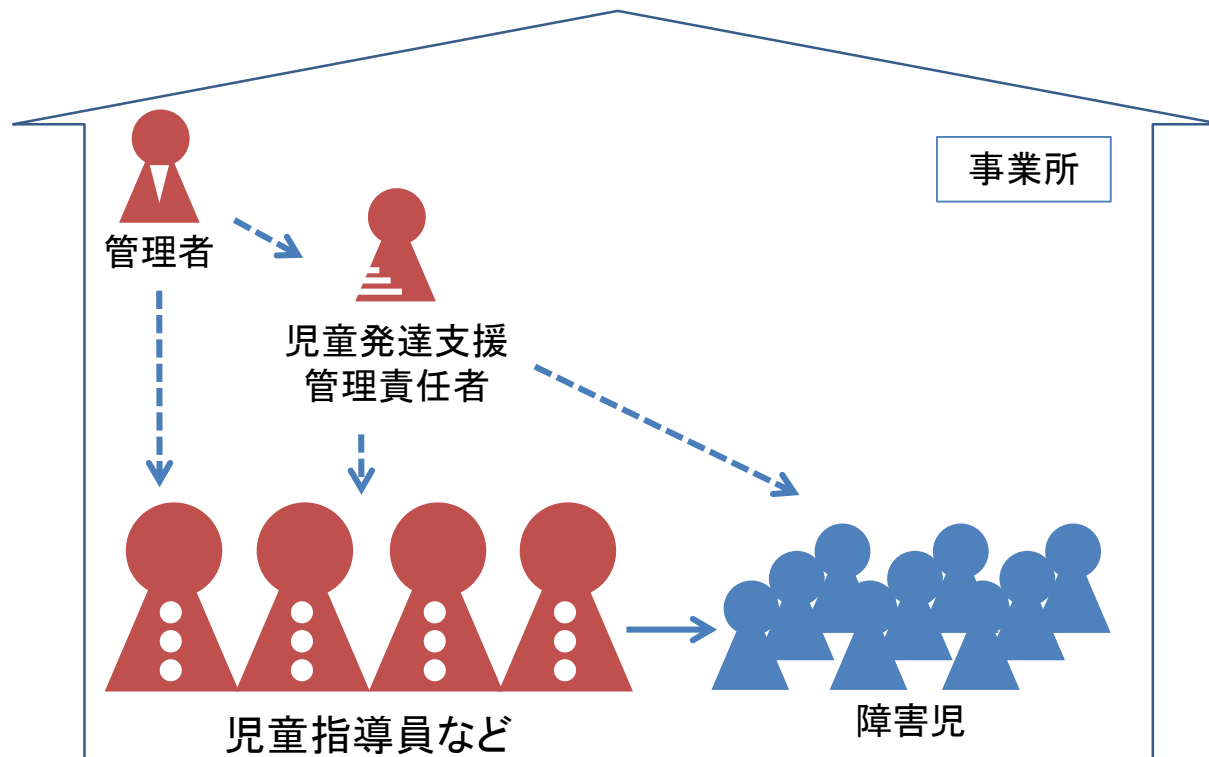 事業所
管理者
児童発達支援
管理責任者
児童指導員など
障害児